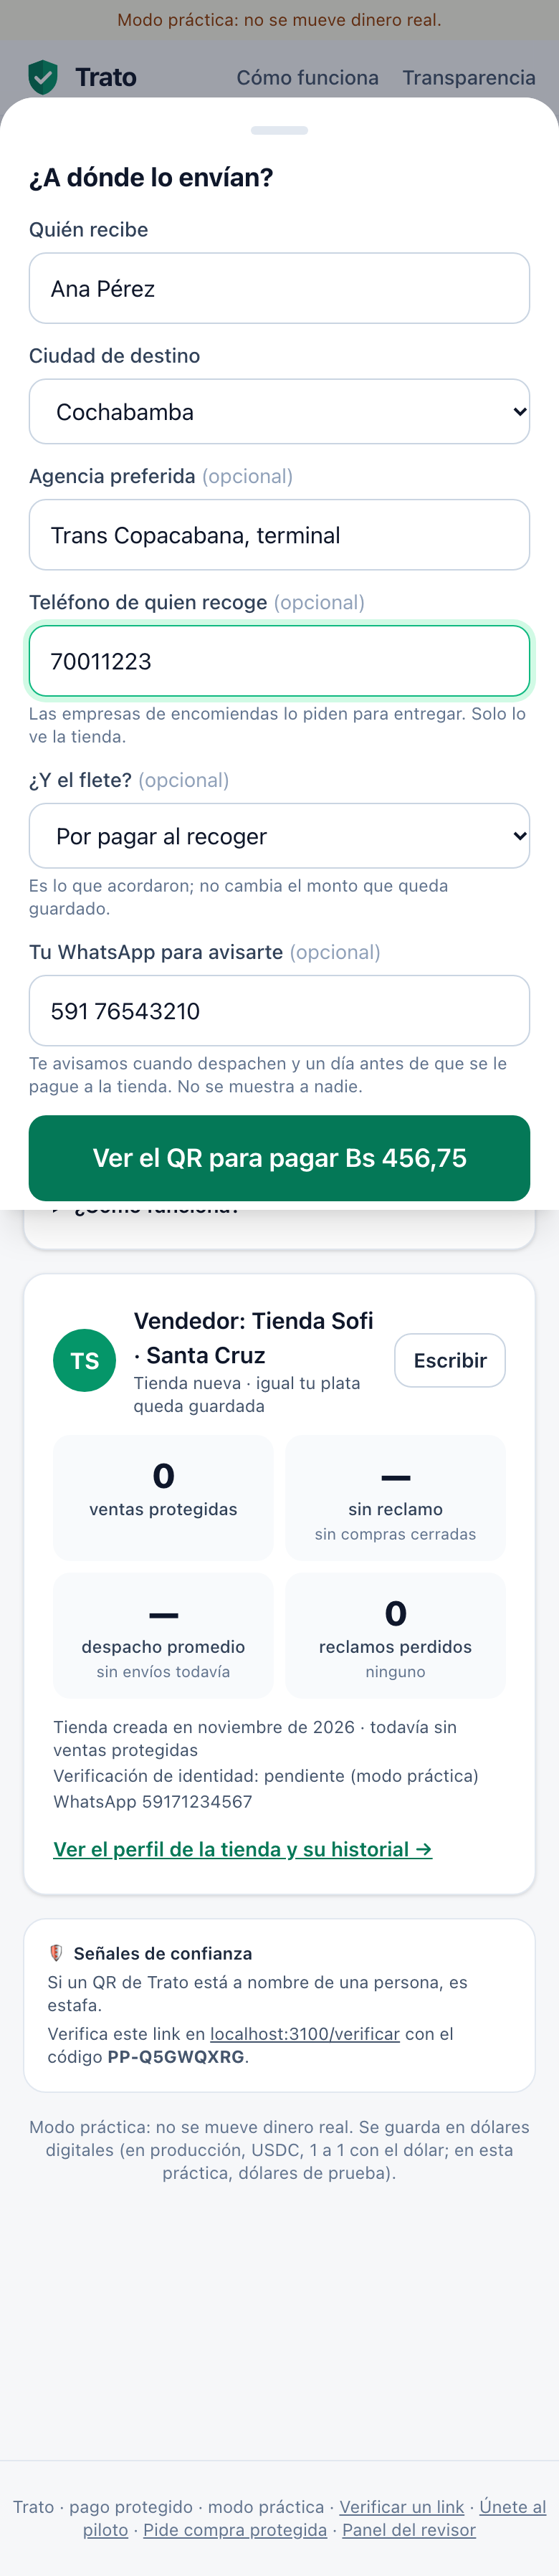 Modo práctica: no se mueve dinero real.
Trato
Cómo funciona
Transparencia
¿A dónde lo envían?
Quién recibe
Ana Pérez
Ciudad de destino
Cochabamba
Agencia preferida (opcional)
Trans Copacabana, terminal
Teléfono de quien recoge (opcional)
70011223
Las empresas de encomiendas lo piden para entregar. Solo lo
ve la tienda.
¿Y el flete? (opcional)
Por pagar al recoger
Es lo que acordaron; no cambia el monto que queda
guardado.
Tu WhatsApp para avisarte (opcional)
591 76543210
Te avisamos cuando despachen y un día antes de que se le
pague a la tienda. No se muestra a nadie.
Ver el QR para pagar Bs 456,75
¿Cómo funciona?
TS
Vendedor: Tienda Sofi
· Santa Cruz
Tienda nueva · igual tu plata
queda guardada
Escribir
0
ventas protegidas
—
sin reclamo
sin compras cerradas
—
despacho promedio
sin envíos todavía
0
reclamos perdidos
ninguno
Tienda creada en noviembre de 2026 · todavía sin
ventas protegidas
Verificación de identidad: pendiente (modo práctica)
WhatsApp 59171234567
Ver el perfil de la tienda y su historial →
Señales de confianza
Si un QR de Trato está a nombre de una persona, es
estafa.
Verifica este link en localhost:3100/verificar con el
código PP-Q5GWQXRG.
Modo práctica: no se mueve dinero real. Se guarda en dólares
digitales (en producción, USDC, 1 a 1 con el dólar; en esta
práctica, dólares de prueba).
Trato · pago protegido · modo práctica · Verificar un link · Únete al
piloto · Pide compra protegida · Panel del revisor